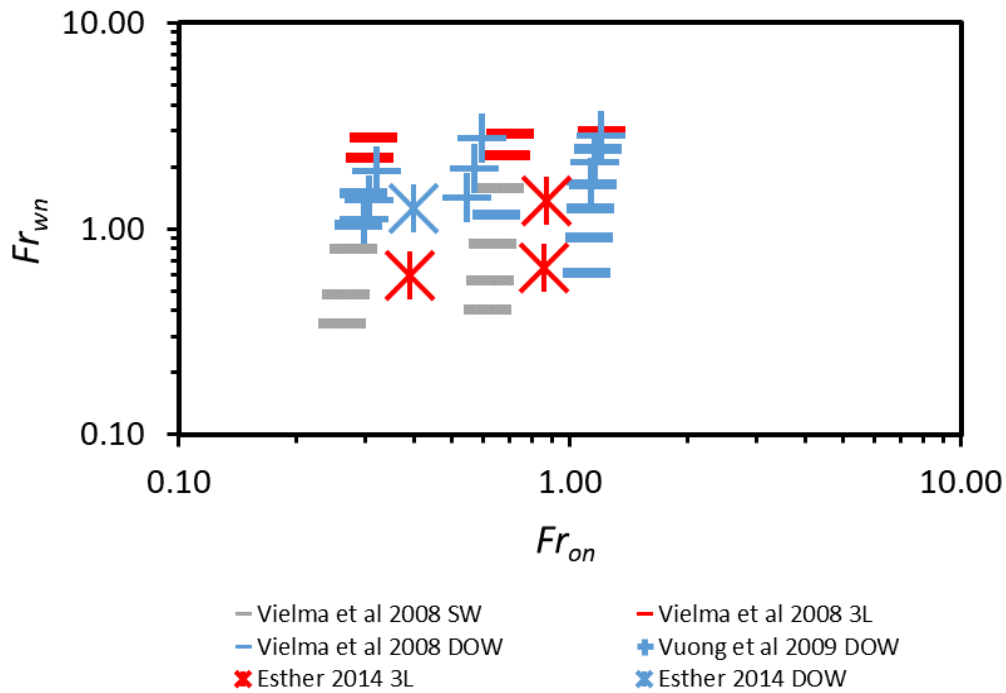 10.00
1.00
0.10
Fr_wn
0.10 1.00 10.00
Fr_on
Vielma et al 2008 SW Vielma et al 2008 3L
Vielma et al 2008 DOW Vuong et al 2009 DOW
Esther 2014 3L Esther 2014 DOW